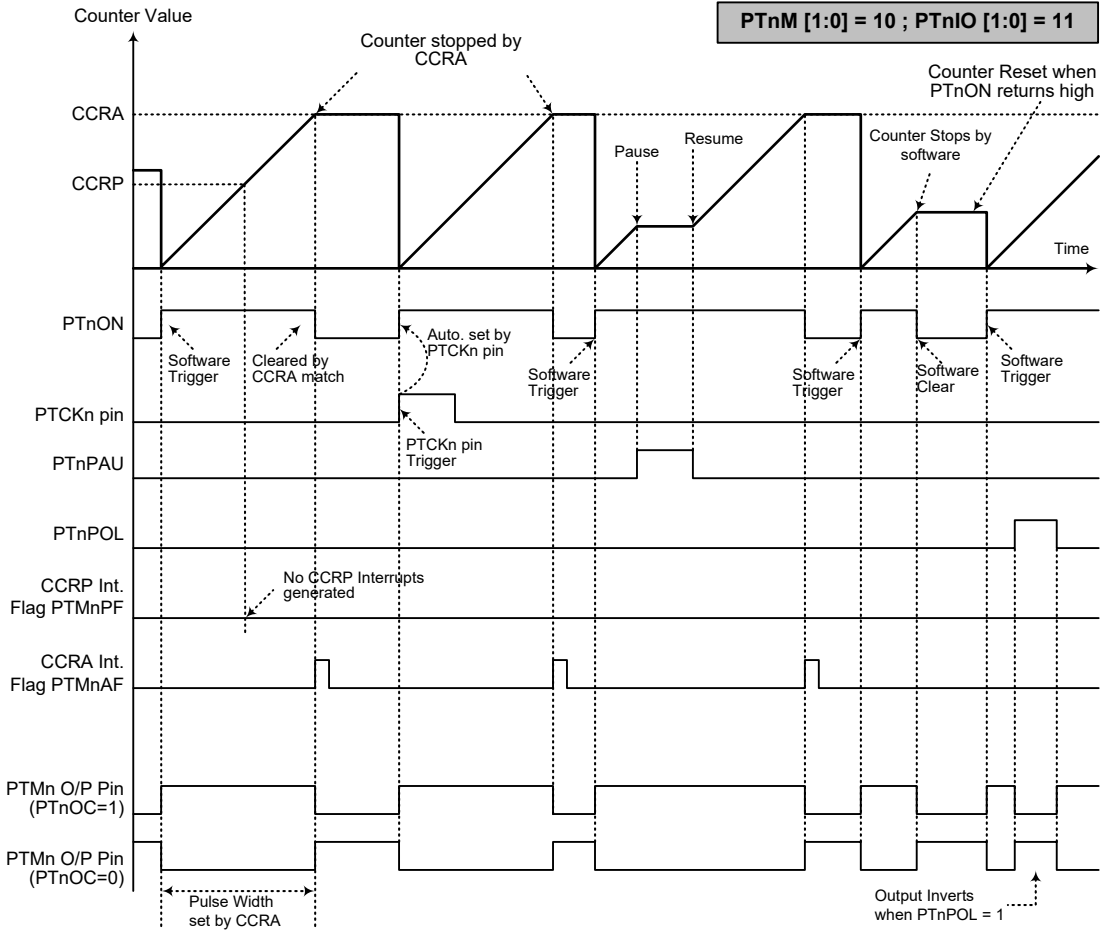 Counter Value
PTnM [1:0] = 10 ; PTnIO [1:0] = 11
Counter stopped by
CCRA
Counter Reset when
PTnON returns high
CCRA
Pause
Resume
Counter Stops by
software
CCRP
Time
PTnON
Software
Trigger
Cleared by
CCRA match
Auto. set by
PTCKn pin
Software
Trigger
Software
Trigger
Software
Clear
Software
Trigger
PTCKn pin
PTCKn pin
Trigger
PTnPAU
PTnPOL
No CCRP Interrupts
generated
CCRP Int.
Flag PTMnPF
CCRA Int.
Flag PTMnAF
PTMn O/P Pin
(PTnOC=1)
PTMn O/P Pin
(PTnOC=0)
Pulse Width
set by CCRA
Output Inverts
when PTnPOL = 1